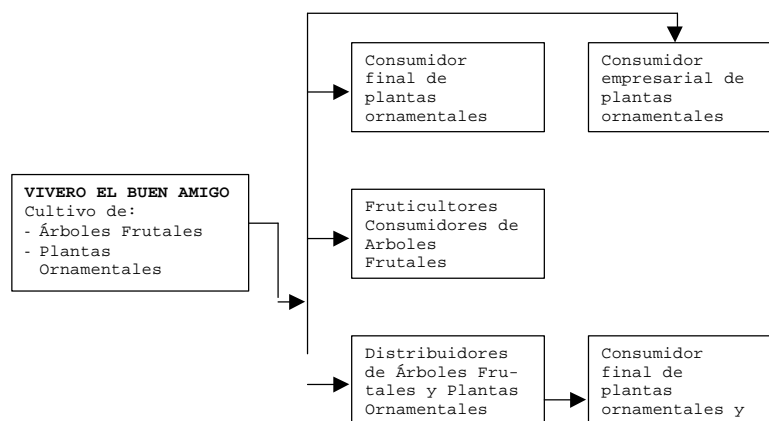 Consumidor
final de
plantas
ornamentales
Consumidor
empresarial de
plantas
ornamentales
VIVERO EL BUEN AMIGO
Cultivo de:
- Árboles Frutales
- Plantas
Ornamentales
Fruticultores
Consumidores de
Arboles
Frutales
Distribuidores
de Árboles Fru-
tales y Plantas
Ornamentales
Consumidor
final de
plantas
ornamentales y